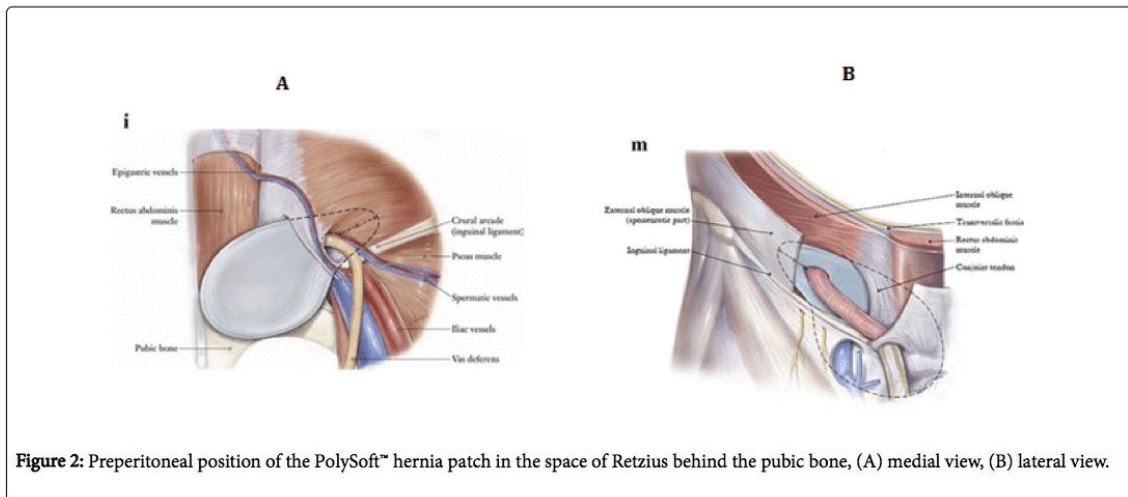 A
B
i
m
Epigastric vessels
Rectus abdominis
muscle
Pubic bone
Crural arcade
(inguinal ligament)
Psoas muscle
Spermatic vessels
Iliac vessels
Vas deferens
External oblique muscle
(aponeurotic part)
Inguinal ligament
Internal oblique
muscle
Transversalis fascia
Rectus abdominis
muscle
Conjoint tendon
Figure 2: Preperitoneal position of the PolySoft™ hernia patch in the space of Retzius behind the pubic bone, (A) medial view, (B) lateral view.